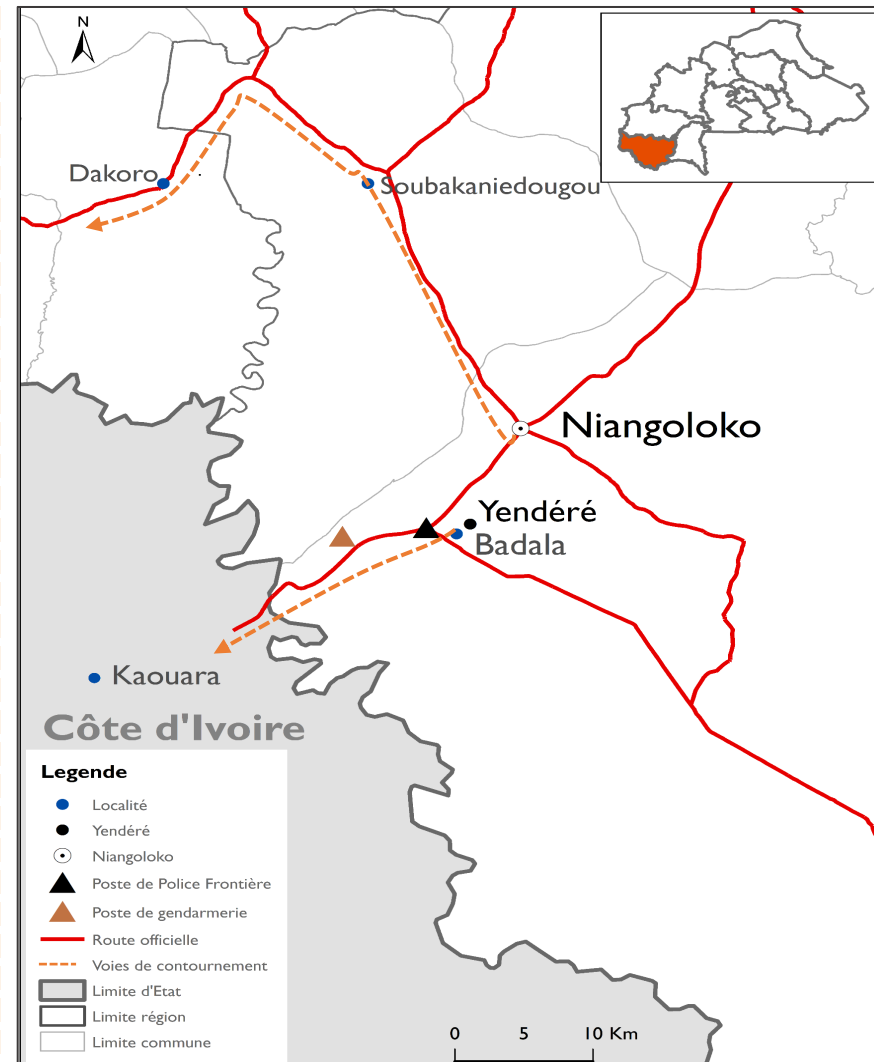 N
Dakoro
Soubakaniedougou
Niangoloko
Yendéré
Badala
Kaouara
Côte d'Ivoire
Legende
Localité
Yendéré
Niangoloko
Poste de Police Frontière
Poste de gendarmerie
Route officielle
Voies de contournement
Limite d'Etat
Limite région
Limite commune
0 5 10 Km